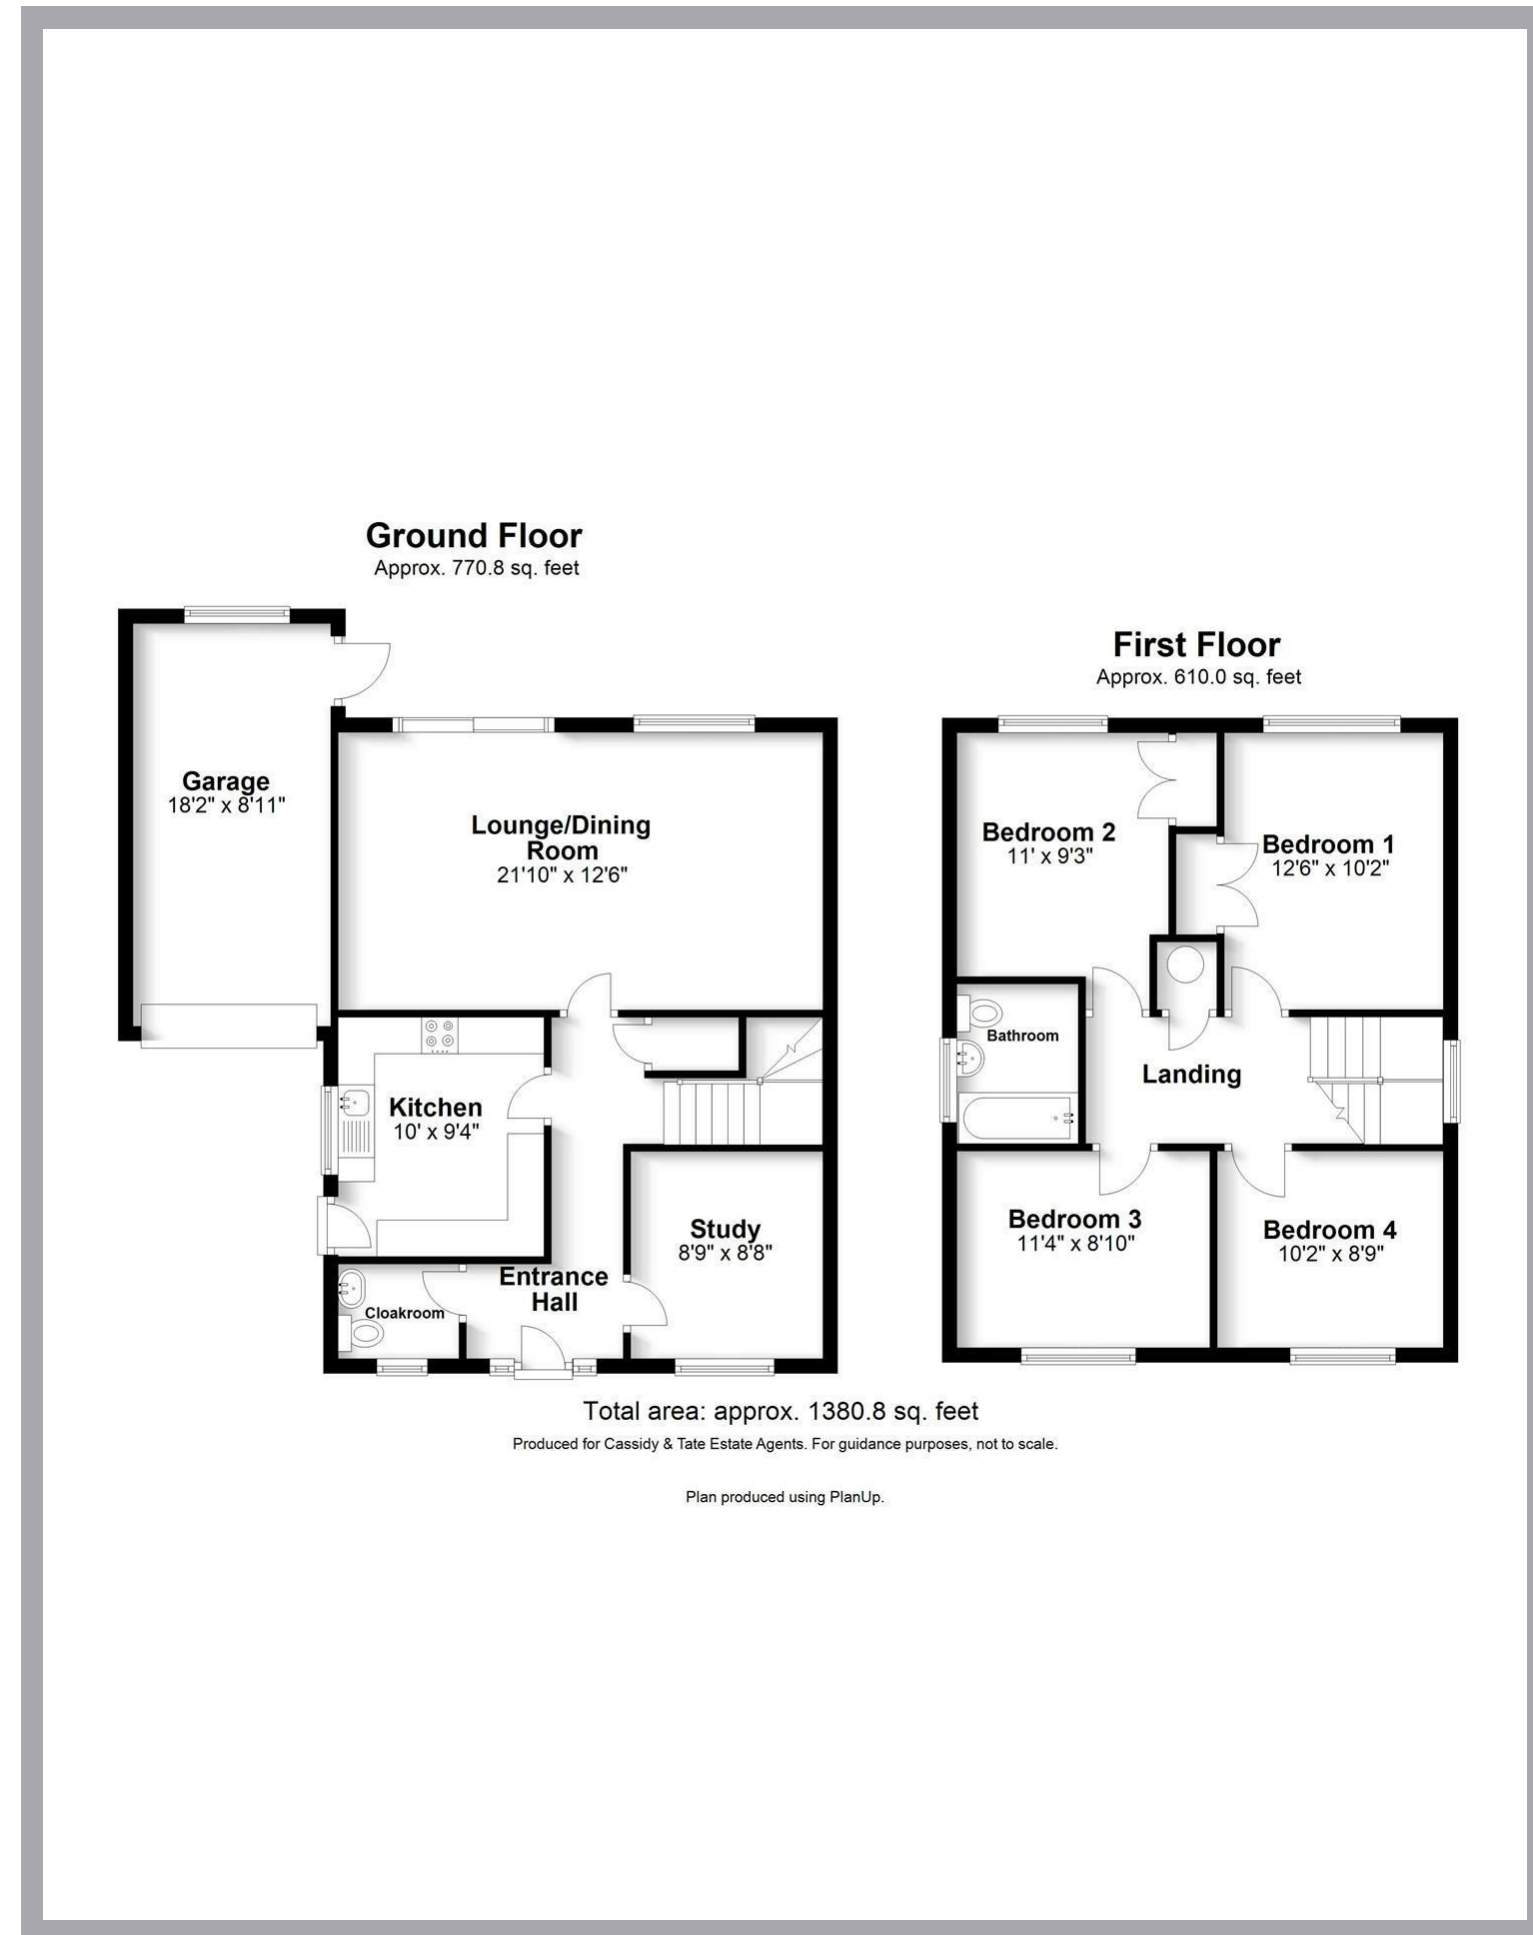 Ground Floor
Approx. 770.8 sq. feet
Garage
18'2" x 8'11"
Lounge/Dining
Room
21'10" x 12'6"
Kitchen
10' x 9'4"
Study
8'9" x 8'8"
Entrance
Hall
Cloakroom
First Floor
Approx. 610.0 sq. feet
Bedroom 2
11' x 9'3"
Bedroom 1
12'6" x 10'2"
Bathroom
Landing
Bedroom 3
11'4" x 8'10"
Bedroom 4
10'2" x 8'9"
Total area: approx. 1380.8 sq. feet
Produced for Cassidy & Tate Estate Agents. For guidance purposes, not to scale.
Plan produced using PlanUp.